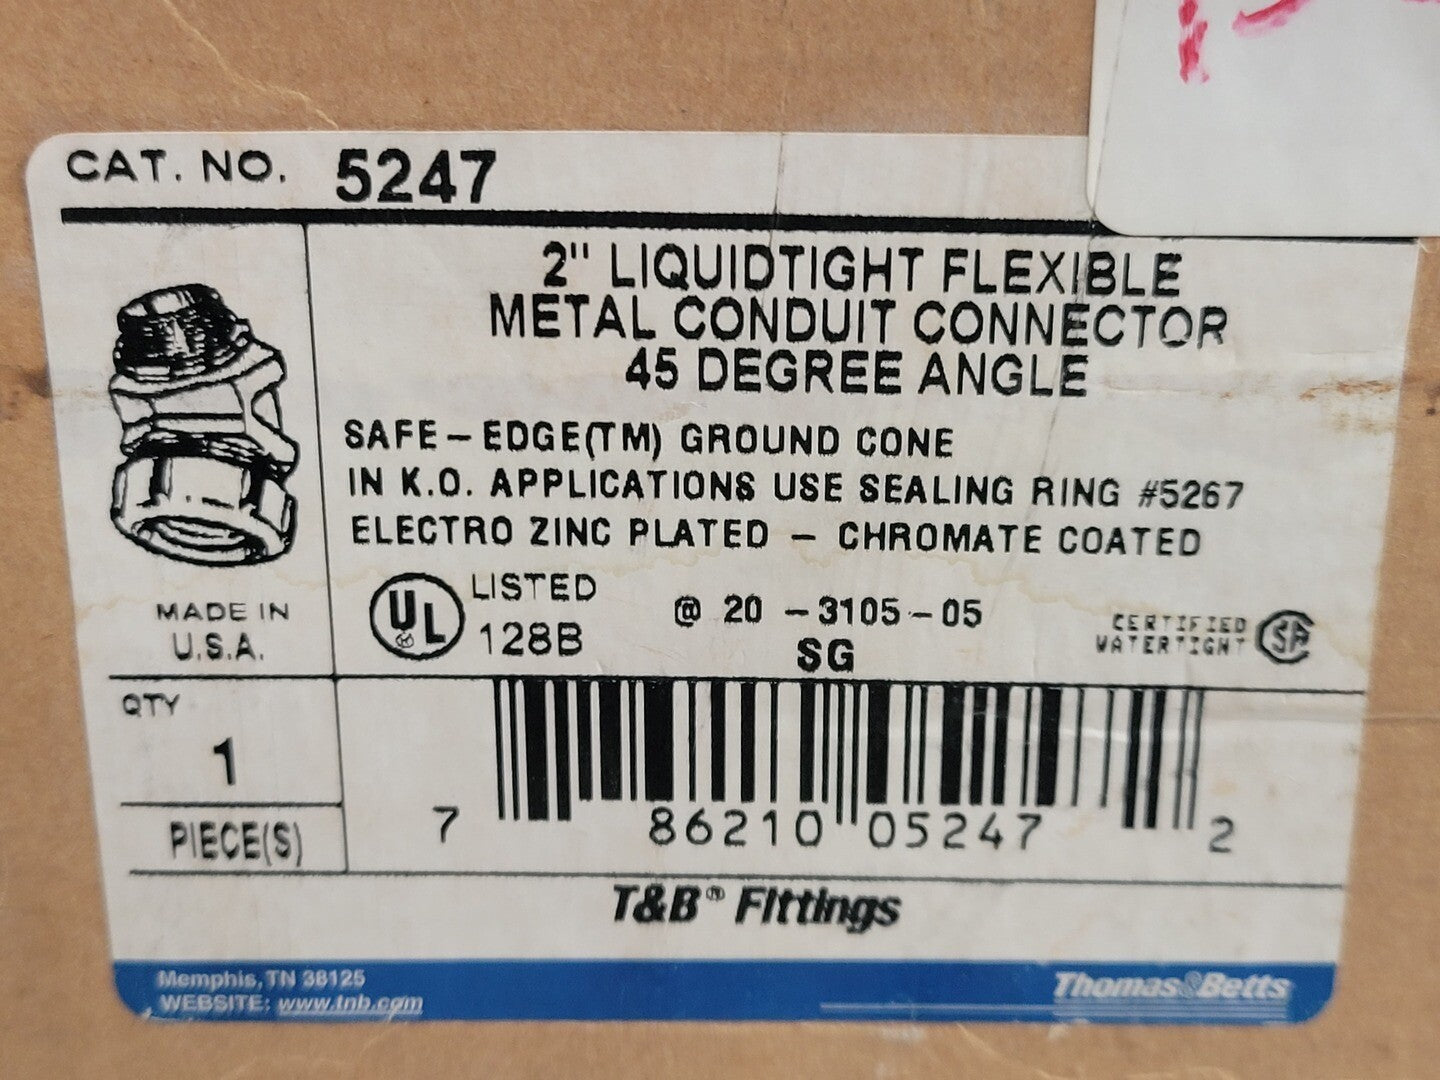 CAT. NO. 5247
2" LIQUIDTIGHT FLEXIBLE
METAL CONDUIT CONNECTOR
45 DEGREE ANGLE
SAFE-EDGE(TM) GROUND CONE
IN K.O. APPLICATIONS USE SEALING RING #5267
ELECTRO ZINC PLATED - CHROMATE COATED
MADE IN
U.S.A.
UL LISTED
128B
@ 20 -3105-05
SG
CERTIFIED
WATERTIGHT
SA
QTY
1
PIECE(S)
7 86210 05247 2
T&B® Fittings
Memphis, TN 38125
WEBSITE: www.tnb.com
Thomas&Betts